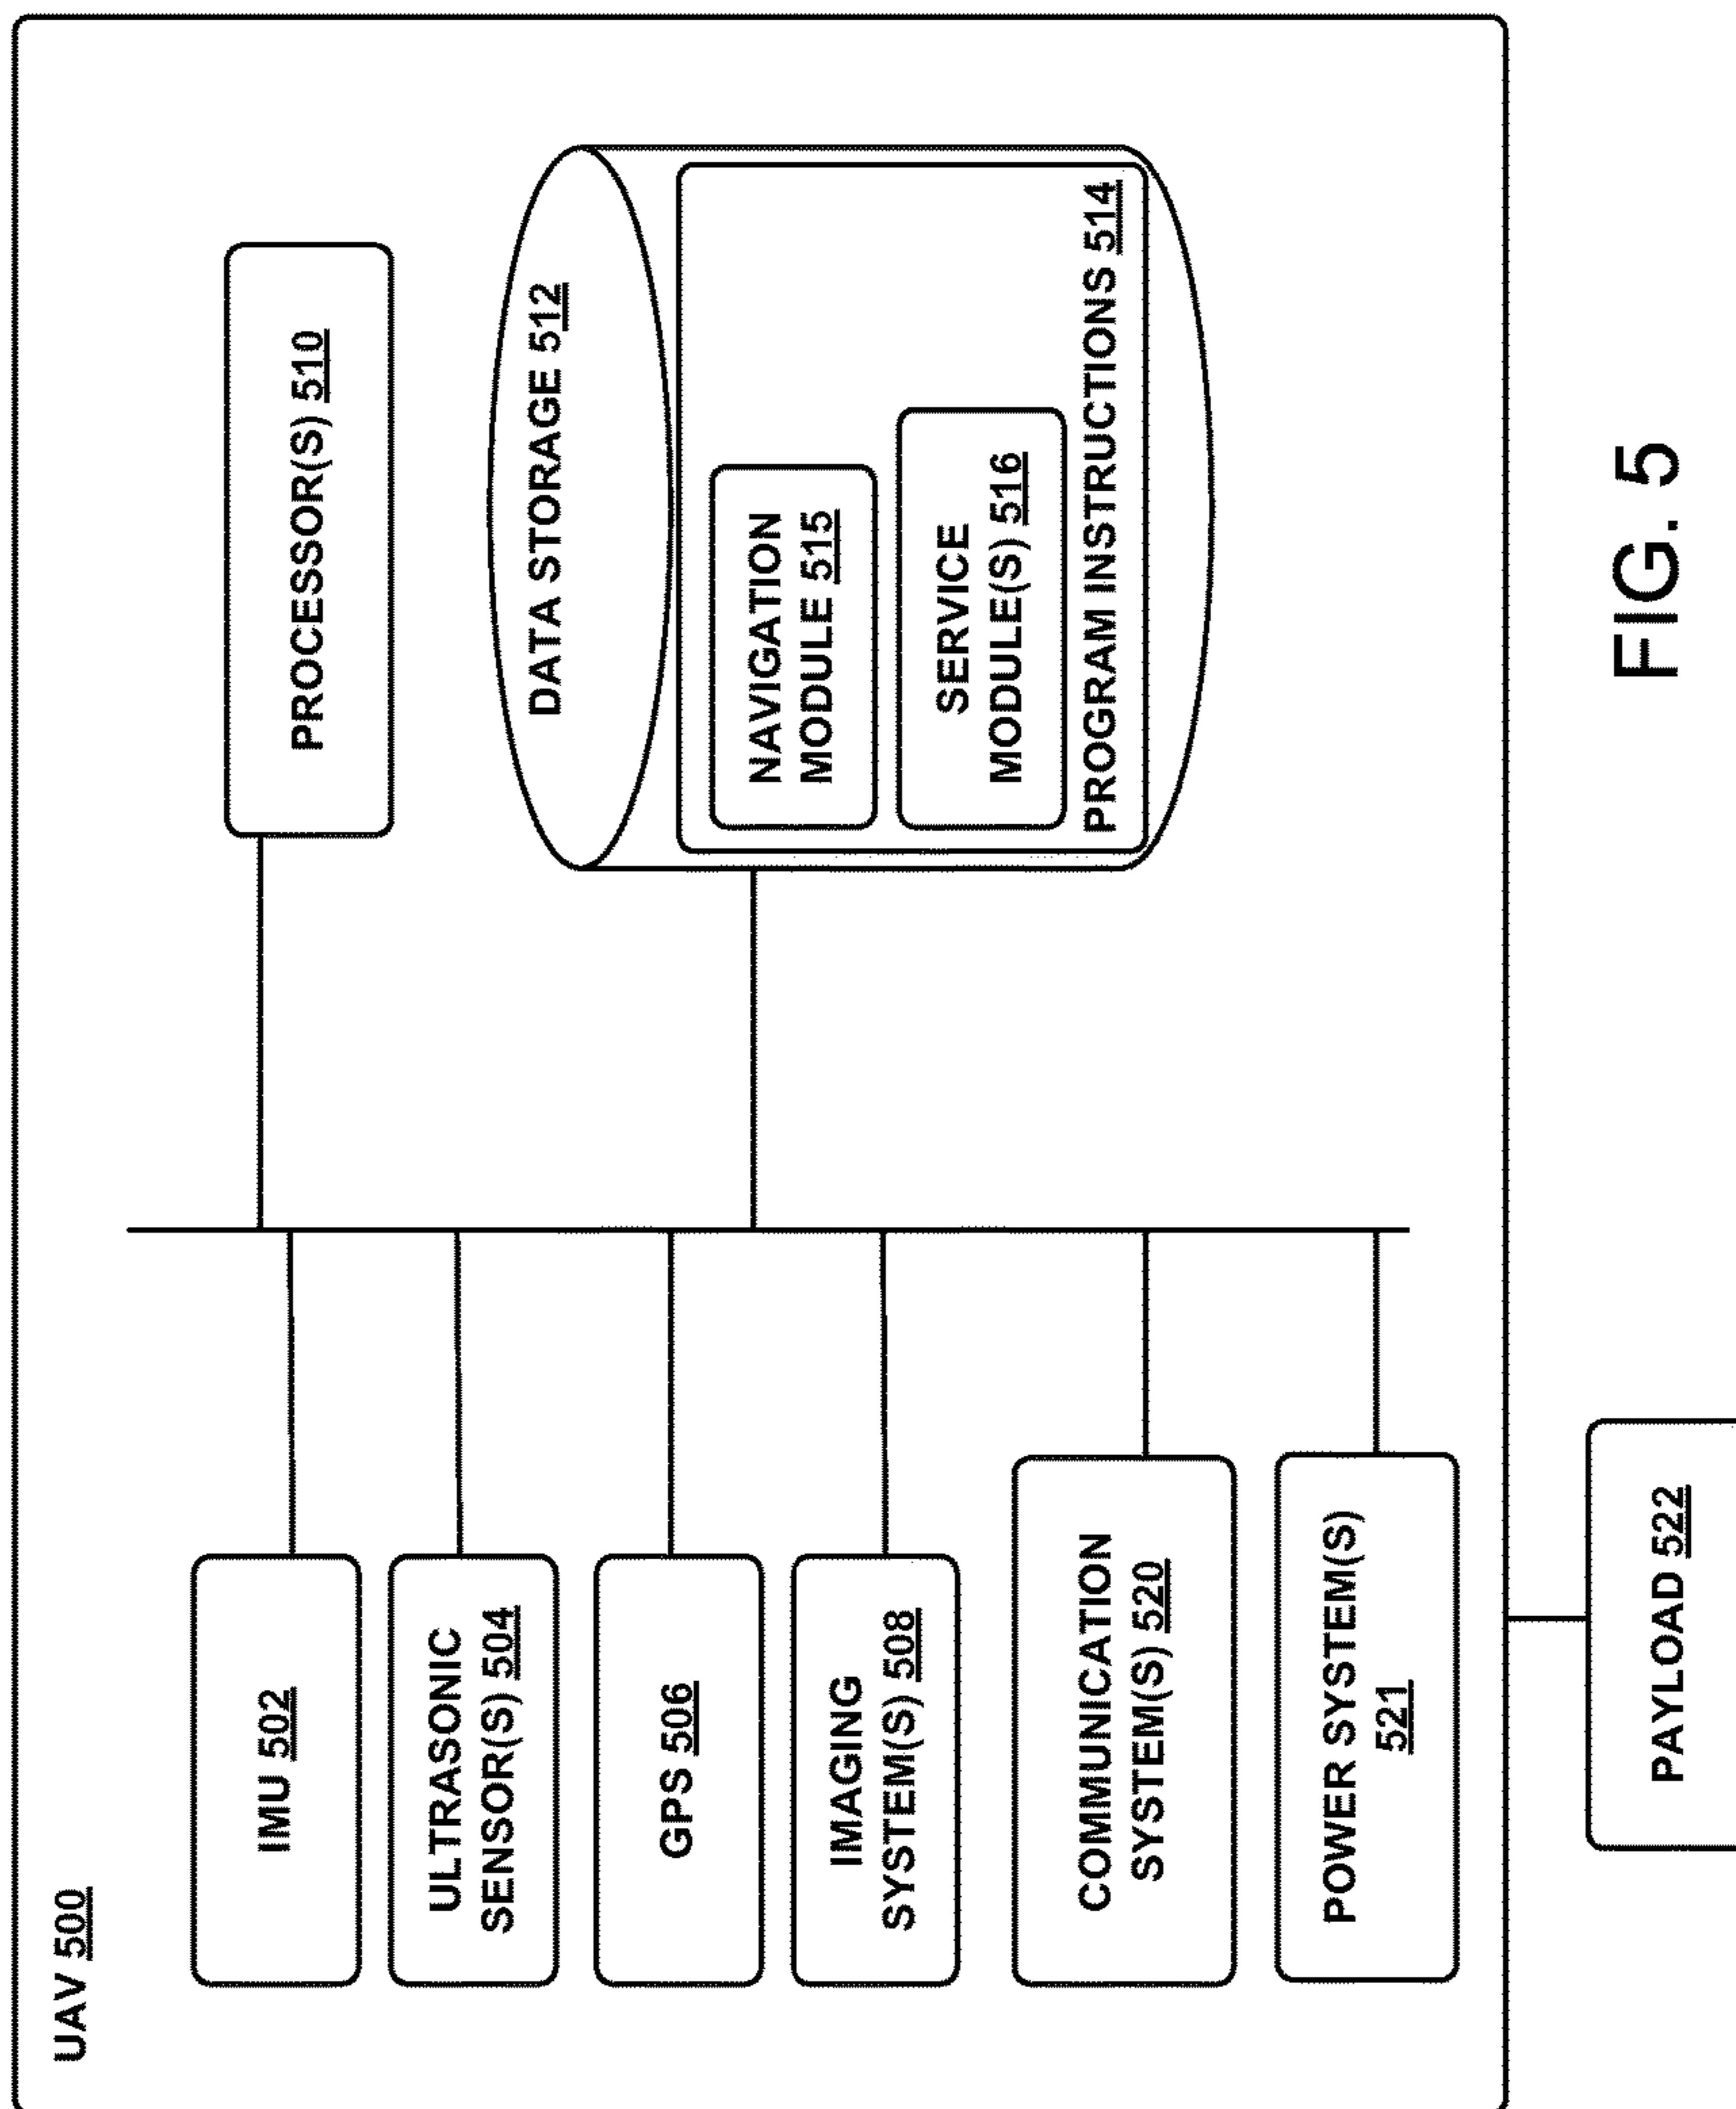 UAV 500
IMU 502
ULTRASONIC
SENSOR(S) 504
GPS 506
IMAGING
SYSTEM(S) 508
COMMUNICATION
SYSTEM(S) 520
POWER SYSTEM(S)
521
PROCESSOR(S) 510
DATA STORAGE 512
NAVIGATION
MODULE 515
SERVICE
MODULE(S) 516
PROGRAM INSTRUCTIONS 514
PAYLOAD 522
FIG. 5